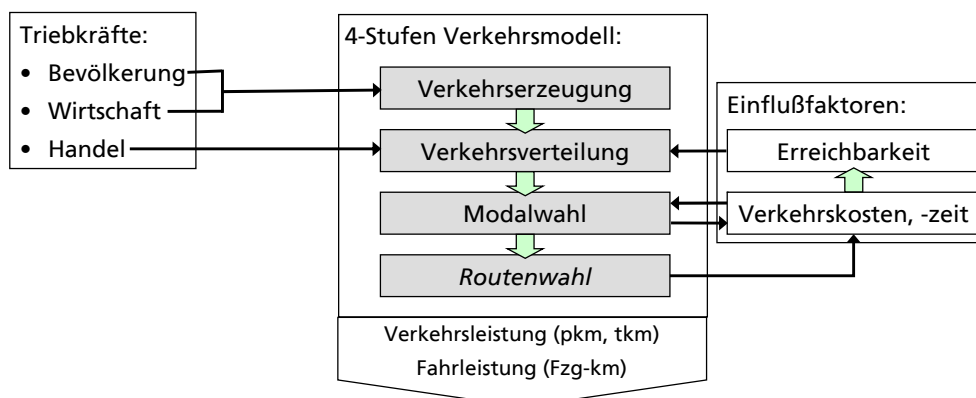 Triebkräfte:
• Bevölkerung
• Wirtschaft
• Handel
4-Stufen Verkehrsmodell:
Verkehrserzeugung
Verkehrsverteilung
Modalwahl
Routenwahl
Verkehrsleistung (pkm, tkm)
Fahrleistung (Fzg-km)
Einflußfaktoren:
Erreichbarkeit
Verkehrskosten, -zeit